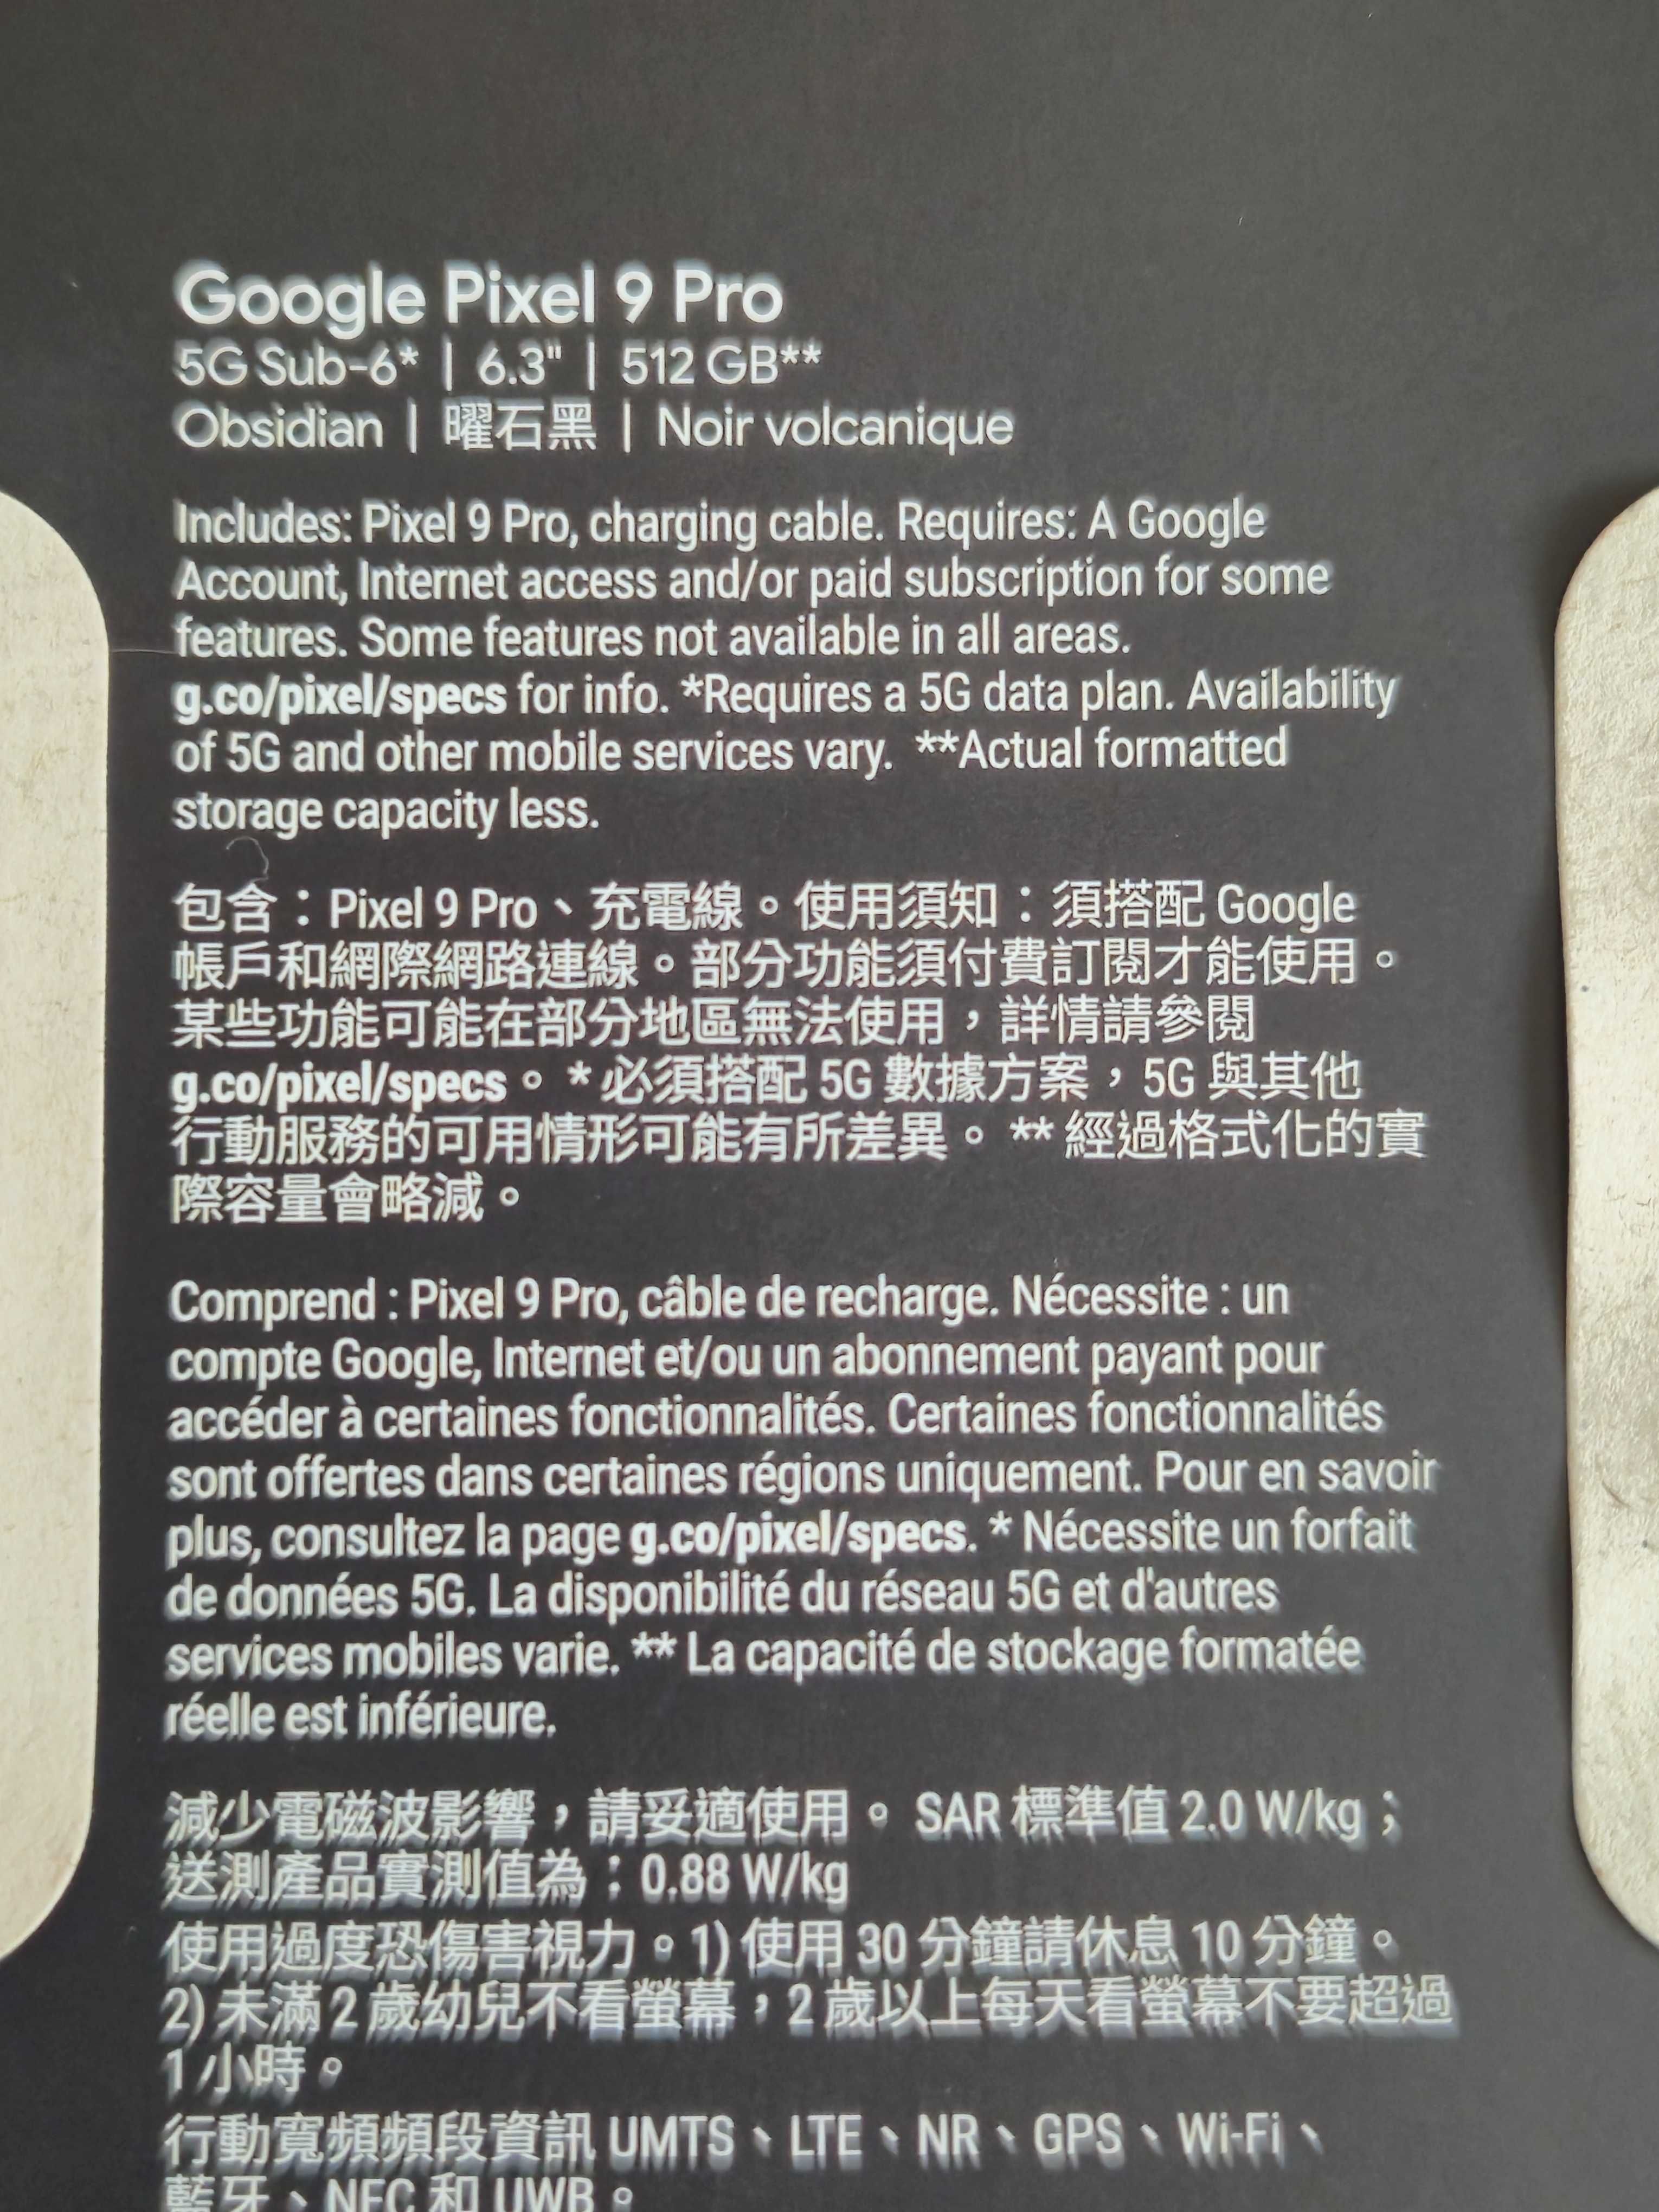 Google Pixel 9 Pro
5G Sub-6* | 6.3" | 512 GB**
Obsidian | 曜石黑 | Noir volcanique
Includes: Pixel 9 Pro, charging cable. Requires: A Google
Account, Internet access and/or paid subscription for some
features. Some features not available in all areas.
g.co/pixel/specs for info. *Requires a 5G data plan. Availability
of 5G and other mobile services vary.  **Actual formatted
storage capacity less.
包含：Pixel 9 Pro、充電線。使用須知：須搭配 Google
帳戶和網際網路連線。部分功能須付費訂閱才能使用。
某些功能可能在部分地區無法使用，詳情請參閱
g.co/pixel/specs。 * 必須搭配 5G 數據方案，5G 與其他
行動服務的可用情形可能有所差異。 ** 經過格式化的實
際容量會略減。
Comprend : Pixel 9 Pro, câble de recharge. Nécessite : un
compte Google, Internet et/ou un abonnement payant pour
accéder à certaines fonctionnalités. Certaines fonctionnalités
sont offertes dans certaines régions uniquement. Pour en savoir
plus, consultez la page g.co/pixel/specs. * Nécessite un forfait
de données 5G. La disponibilité du réseau 5G et d'autres
services mobiles varie. ** La capacité de stockage formatée
réelle est inférieure.
減少電磁波影響，請妥適使用。 SAR 標準值 2.0 W/kg；
送測產品實測值為：0.88 W/kg
使用過度恐傷害視力。1) 使用 30 分鐘請休息 10 分鐘。
2) 未滿 2 歲幼兒不看螢幕，2 歲以上每天看螢幕不要超過
1 小時。
行動寬頻頻段資訊 UMTS、LTE、NR、GPS、Wi-Fi、
藍牙、NFC 和 UWB。